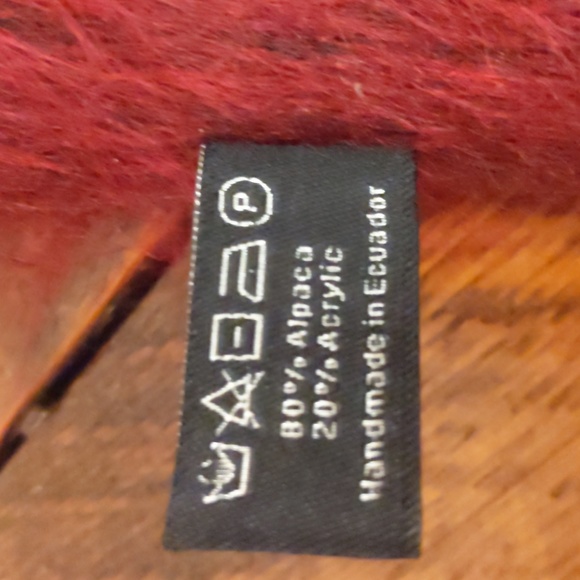 P
80% Alpaca
20% Acrylic
Handmade in Ecuador